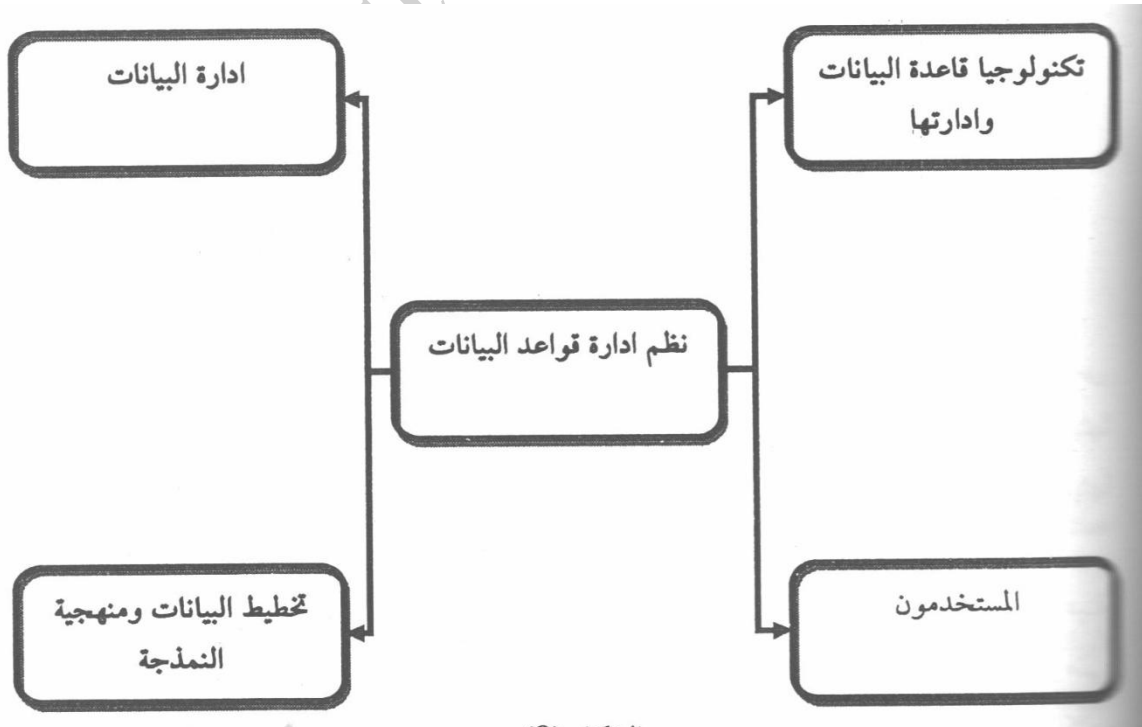 تكنولوجيا قاعدة البيانات
وادارتها
ادارة البيانات
نظم ادارة قواعد البيانات
المستخدمون
تخطيط البيانات ومنهجية
النمذجة